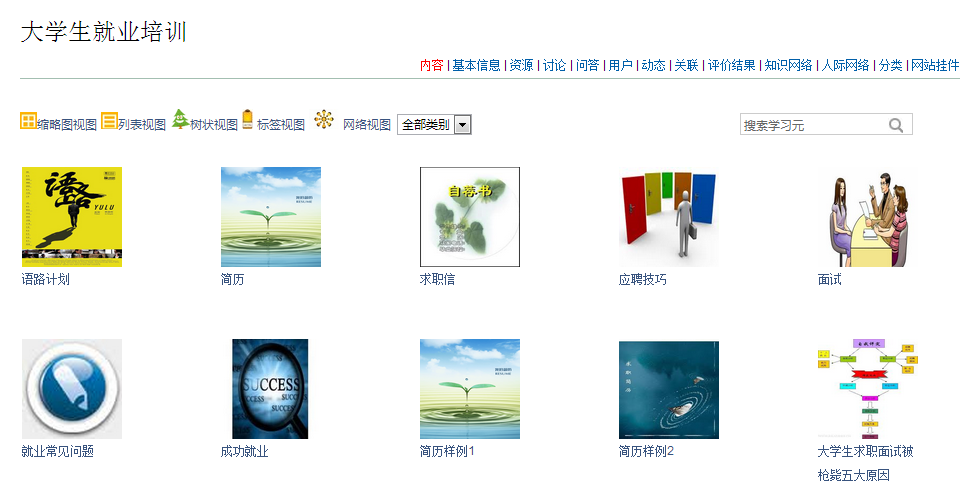 大学生就业培训
内容 | 基本信息 | 资源 | 讨论 | 问答 | 用户 | 动态 | 关联 | 评价结果 | 知识网络 | 人际网络 | 分类 | 网站挂件
缩略图视图 列表视图 树状视图 标签视图 网络视图 全部类别 搜索学习元
语路
YULU
自荐书
语路计划 简历 求职信 应聘技巧 面试
SUCCESS
求职简历
就业常见问题 成功就业 简历样例1 简历样例2 大学生求职面试被
枪毙五大原因